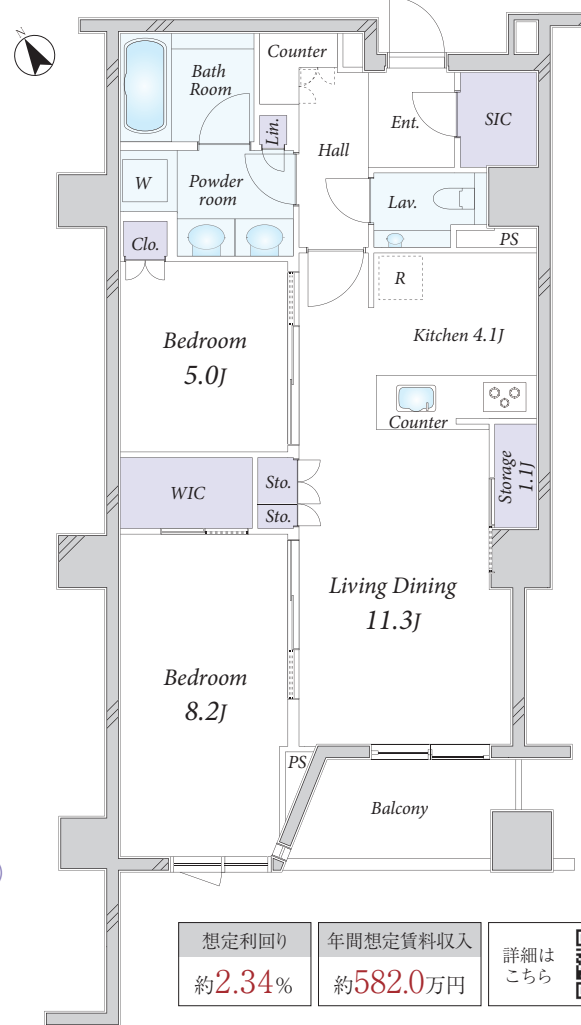 N
Counter
Bath
Room
Lin.
Hall
Ent.
SIC
W
Powder
room
Lav.
PS
Clo.
R
Bedroom
5.0J
Kitchen 4.1J
Counter
WIC
Sto.
Sto.
Storage
1.1J
Living Dining
11.3J
Bedroom
8.2J
PS
Balcony
想定利回り
約2.34%
年間想定賃料収入
約582.0万円
詳細は
こちら